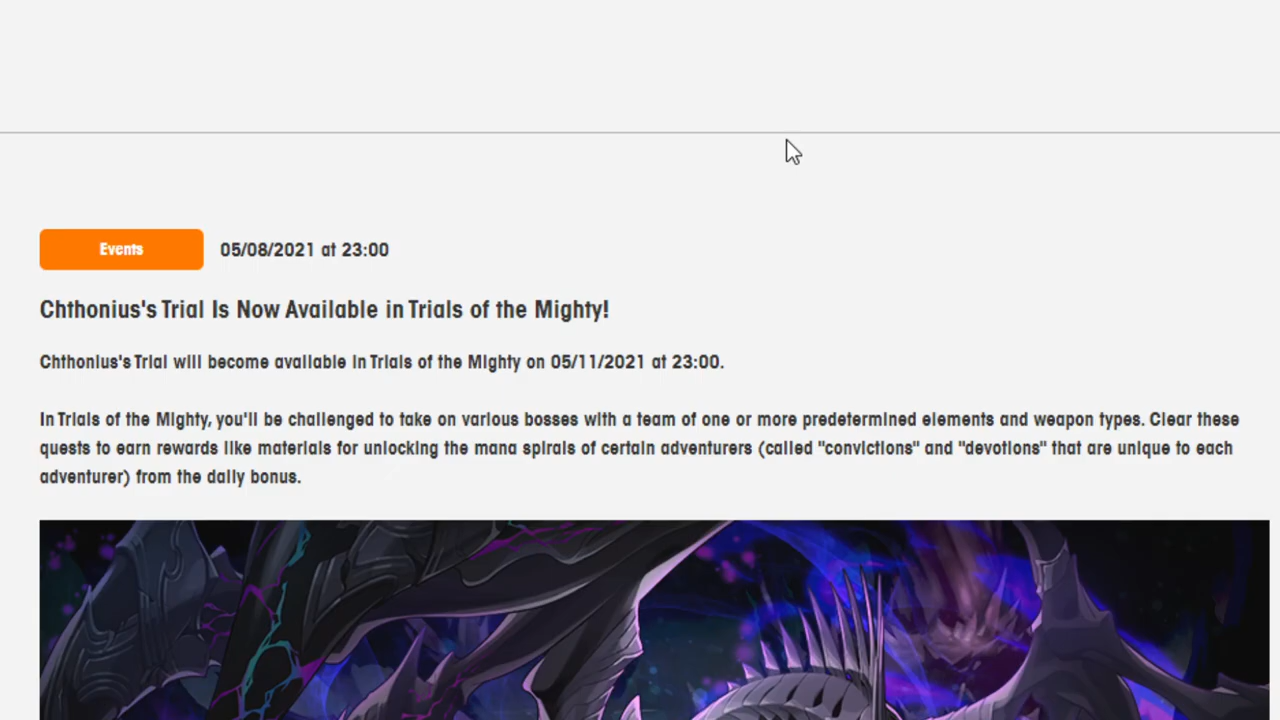 Events
05/08/2021 at 23:00
Chthonius's Trial Is Now Available in Trials of the Mighty!
Chthonius's Trial will become available in Trials of the Mighty on 05/11/2021 at 23:00.
In Trials of the Mighty, you'll be challenged to take on various bosses with a team of one or more predetermined elements and weapon types. Clear these
quests to earn rewards like materials for unlocking the mana spirals of certain adventurers (called "convictions" and "devotions" that are unique to each
adventurer) from the daily bonus.